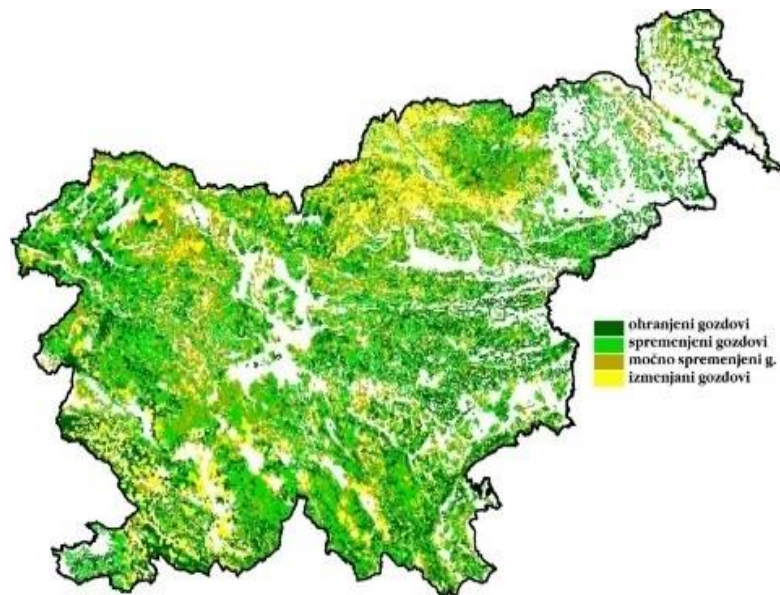 ohranjeni gozdovi
spremenjeni gozdovi
močno spremenjeni g.
izmenjani gozdovi